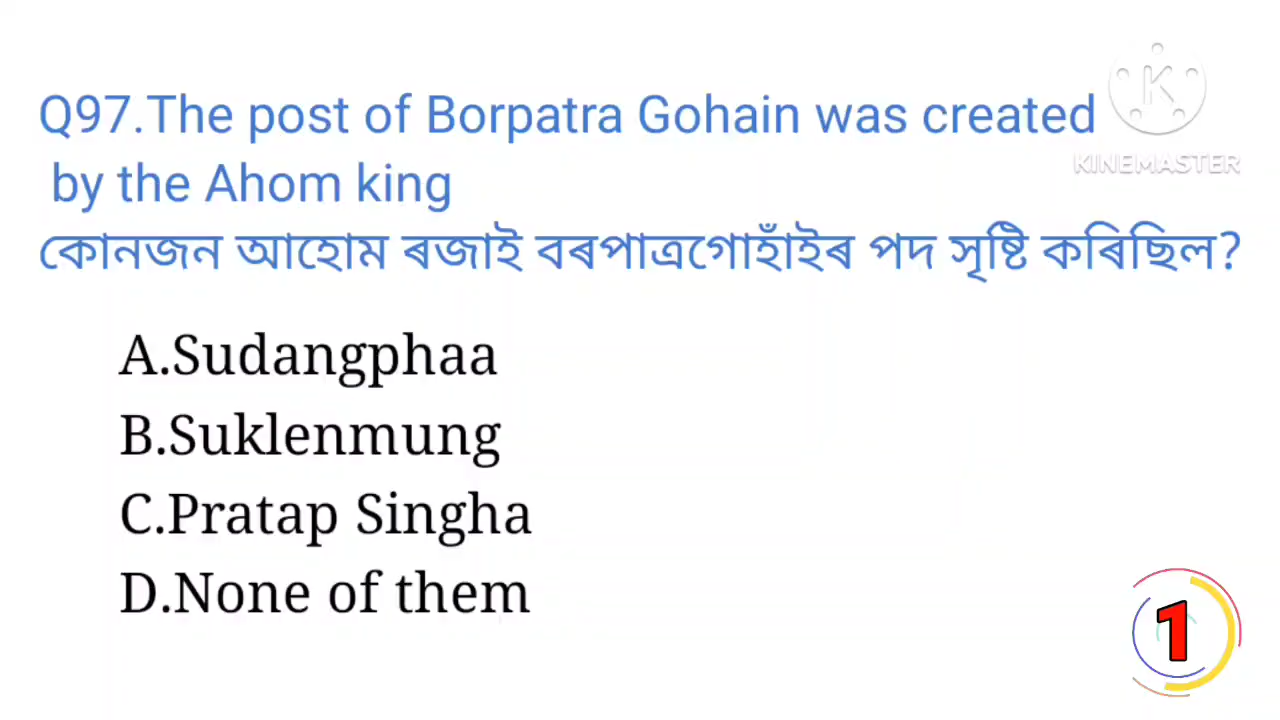 Q97.The post of Borpatra Gohain was created
by the Ahom king
কোনজন আহোম ৰজাই বৰপাত্ৰগোহাঁইৰ পদ সৃষ্টি কৰিছিল?
A.Sudangphaa
B.Suklenmung
C.Pratap Singha
D.None of them
K
KINEMASTER
1